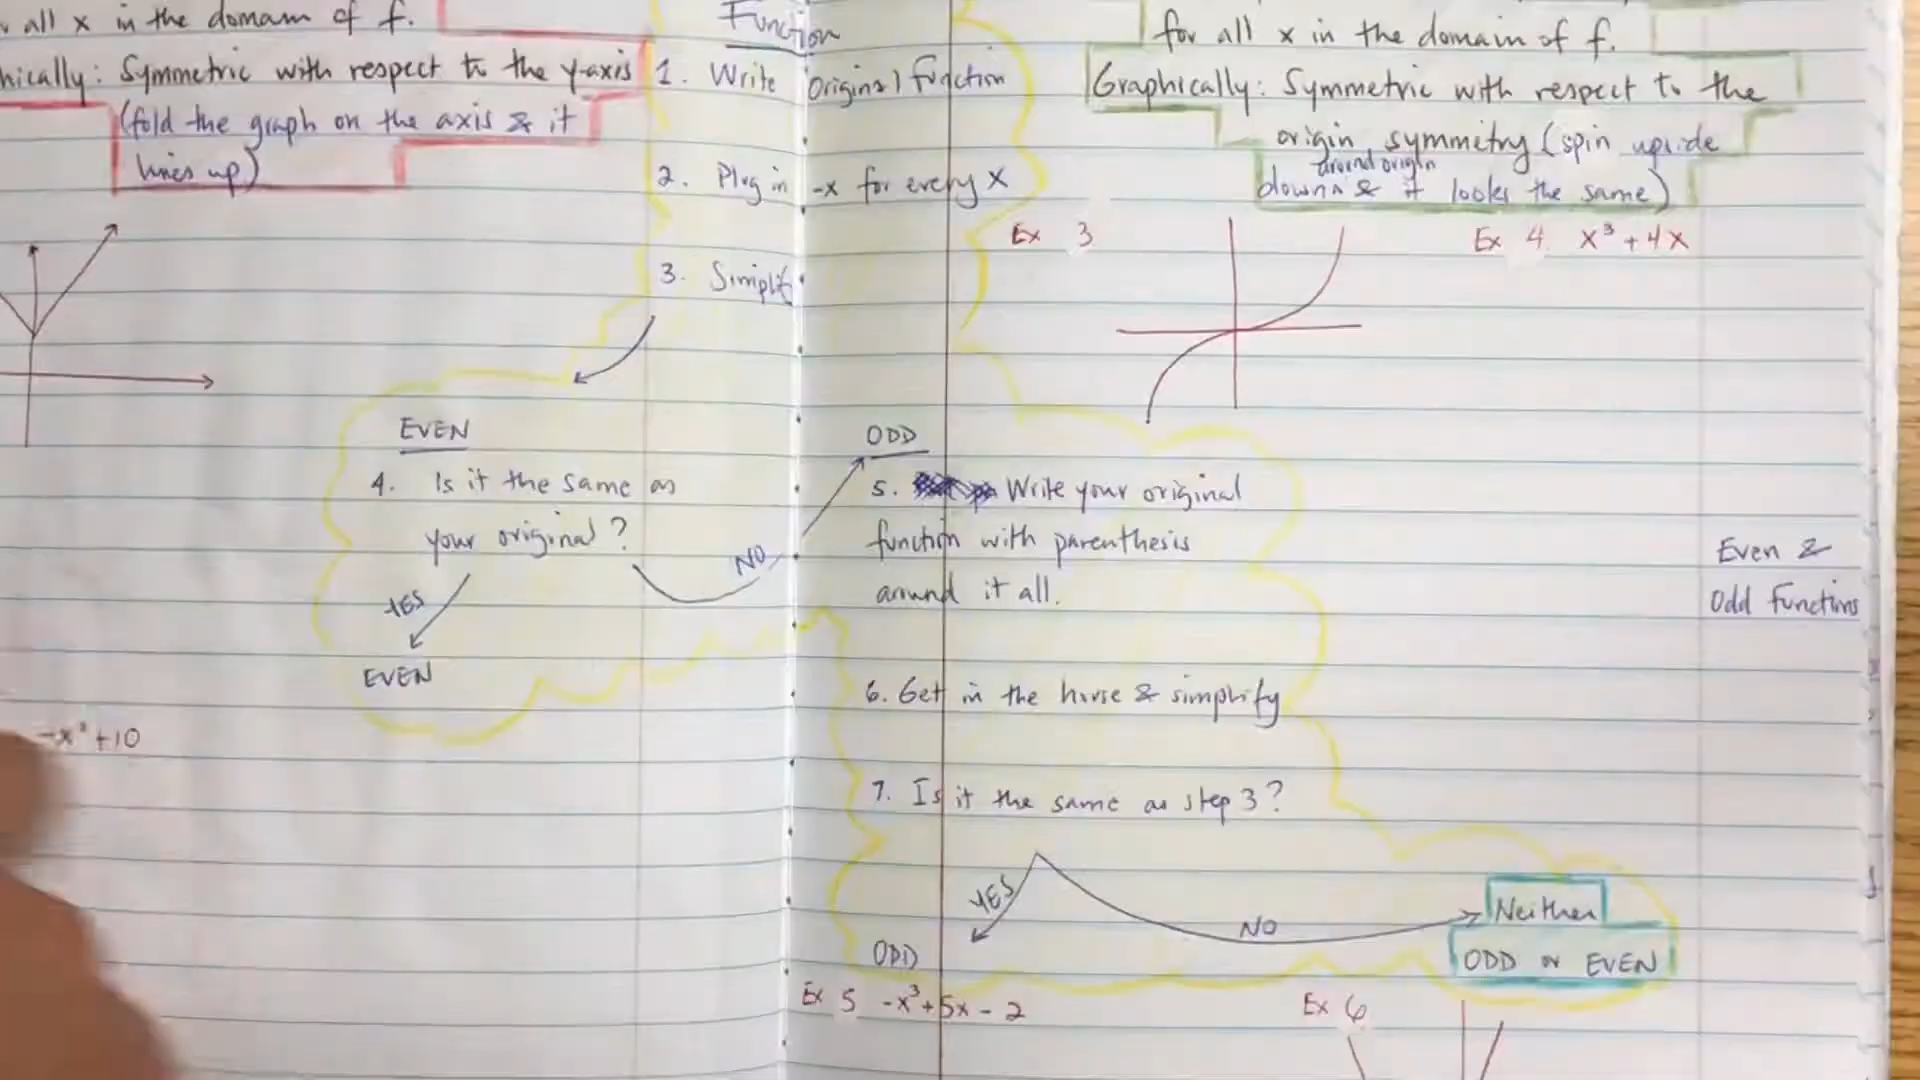 all x in the domain of f.
hically: Symmetric with respect to the y-axis
(fold the graph on the axis & it
lines up)
-x² +10
Function
1. Write Original Function
2. Plug in -x for every x
3. Simplify
EVEN
4. Is it the same as
your original?
YES
NO
EVEN
ODD
5. Write your original
function with parenthesis
around it all.
6. Get in the horse & simplify
7. Is it the same as step 3?
YES
NO
ODD
Neither
ODD or EVEN
Ex 5 -x³ + 5x - 2
Ex 6
for all x in the domain of f.
Graphically: Symmetric with respect to the
origin symmetry (spin upside
around origin
down & it looks the same)
Ex 3
Ex 4. x³ + 4x
Even &
Odd Functions